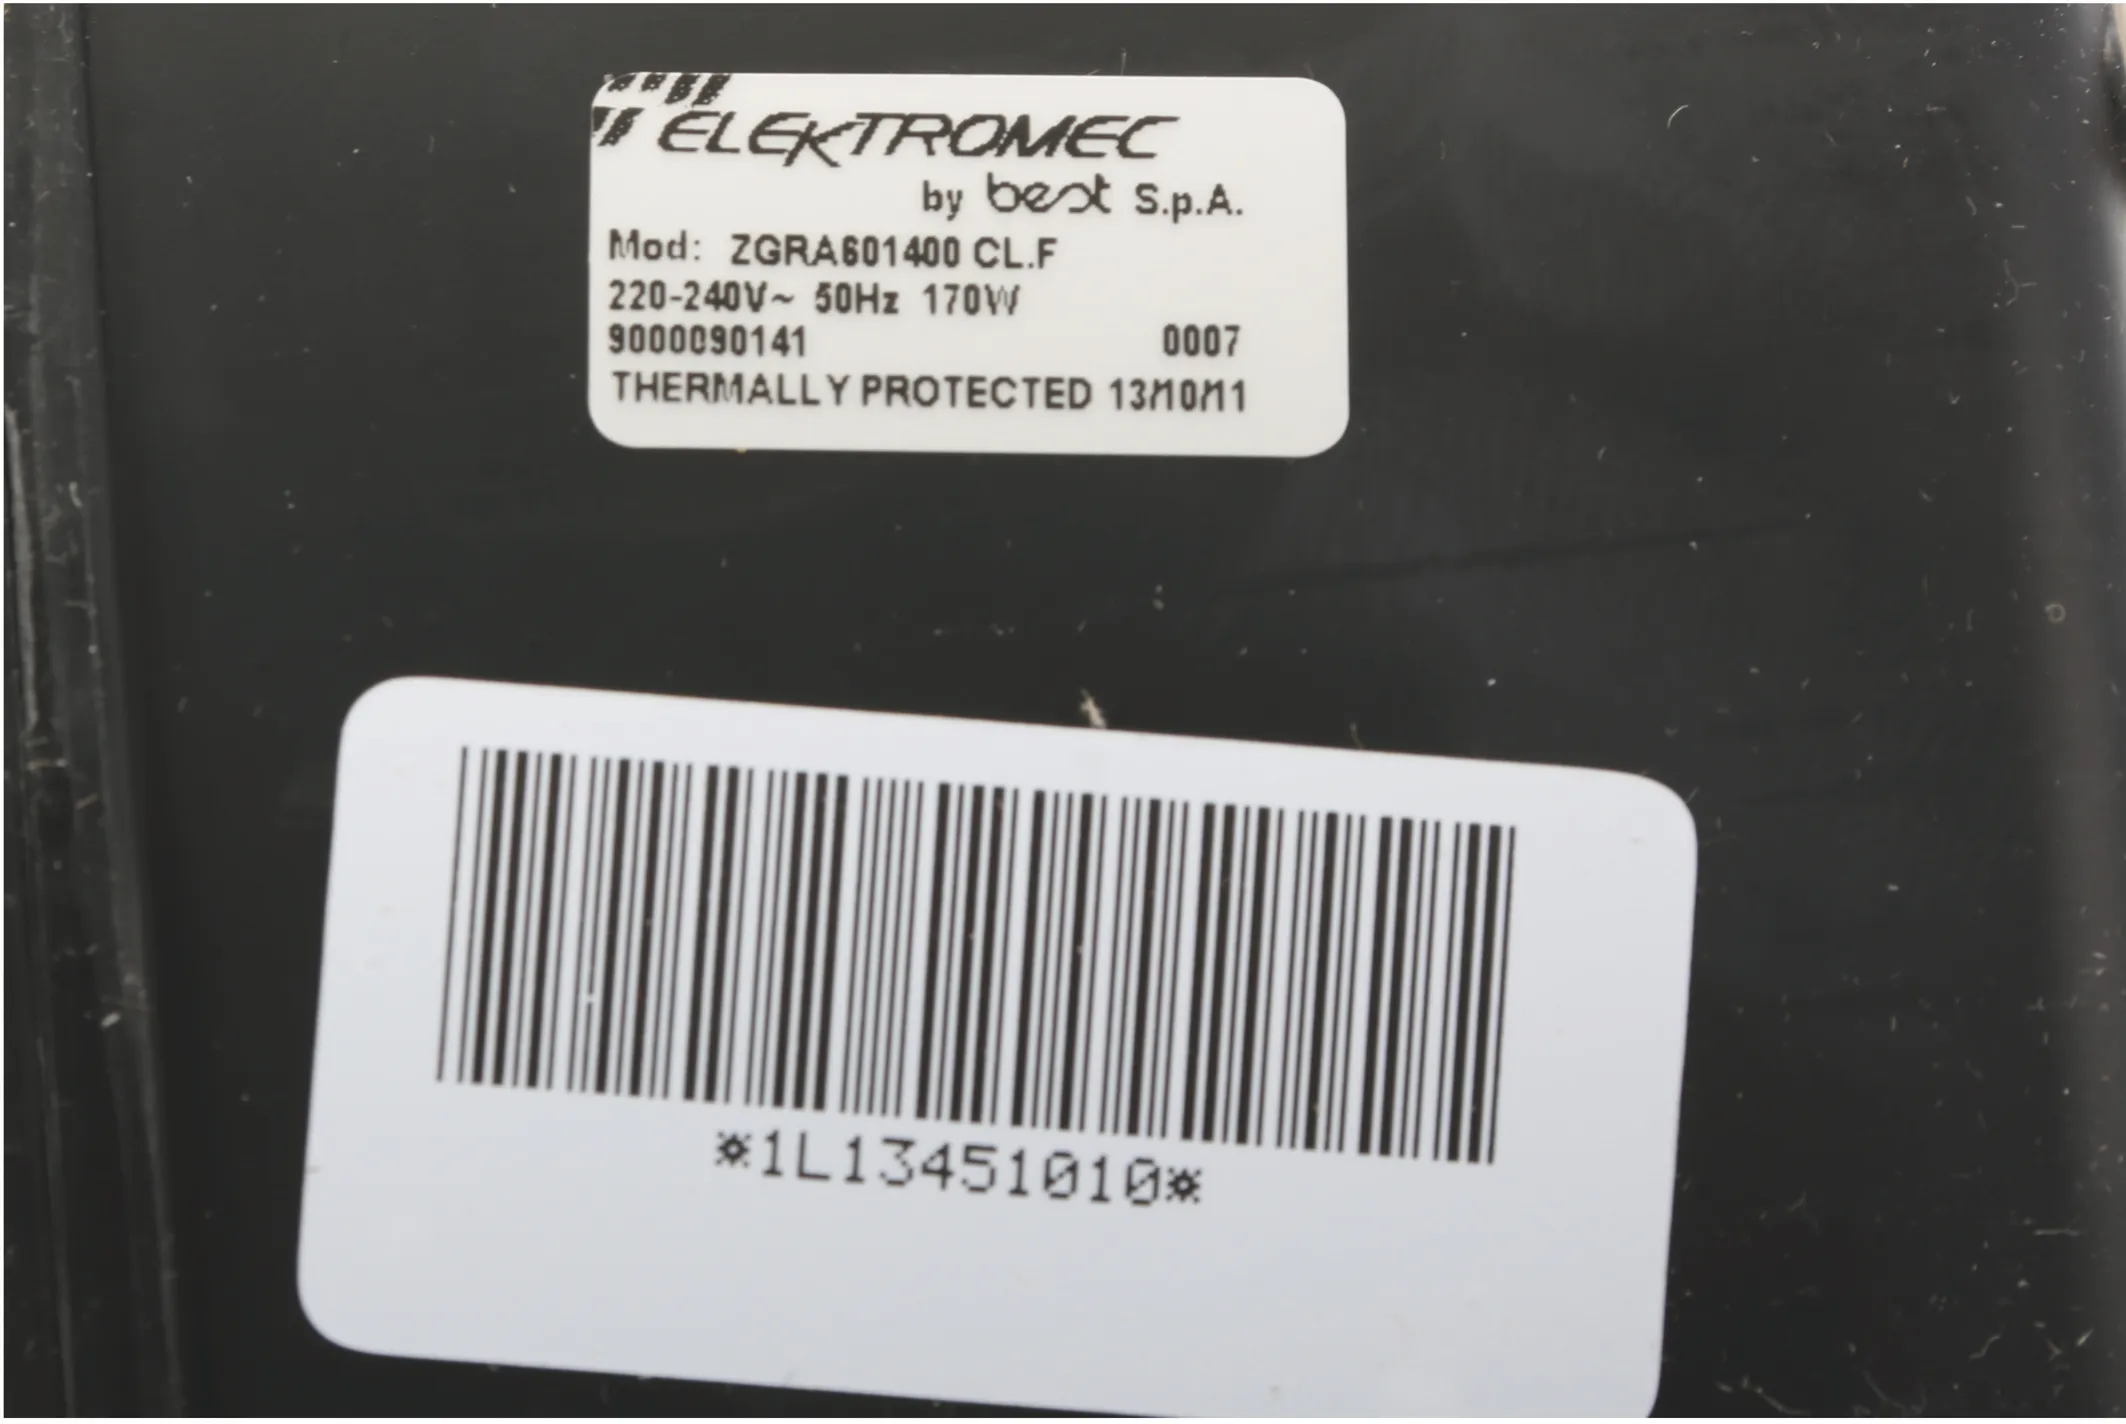 ELEKTROMEC
by best S.p.A.
Mod: ZGRA601400 CL.F
220-240V~ 50Hz 170W
9000090141 0007
THERMALLY PROTECTED 13/10/11
*1L13451010*